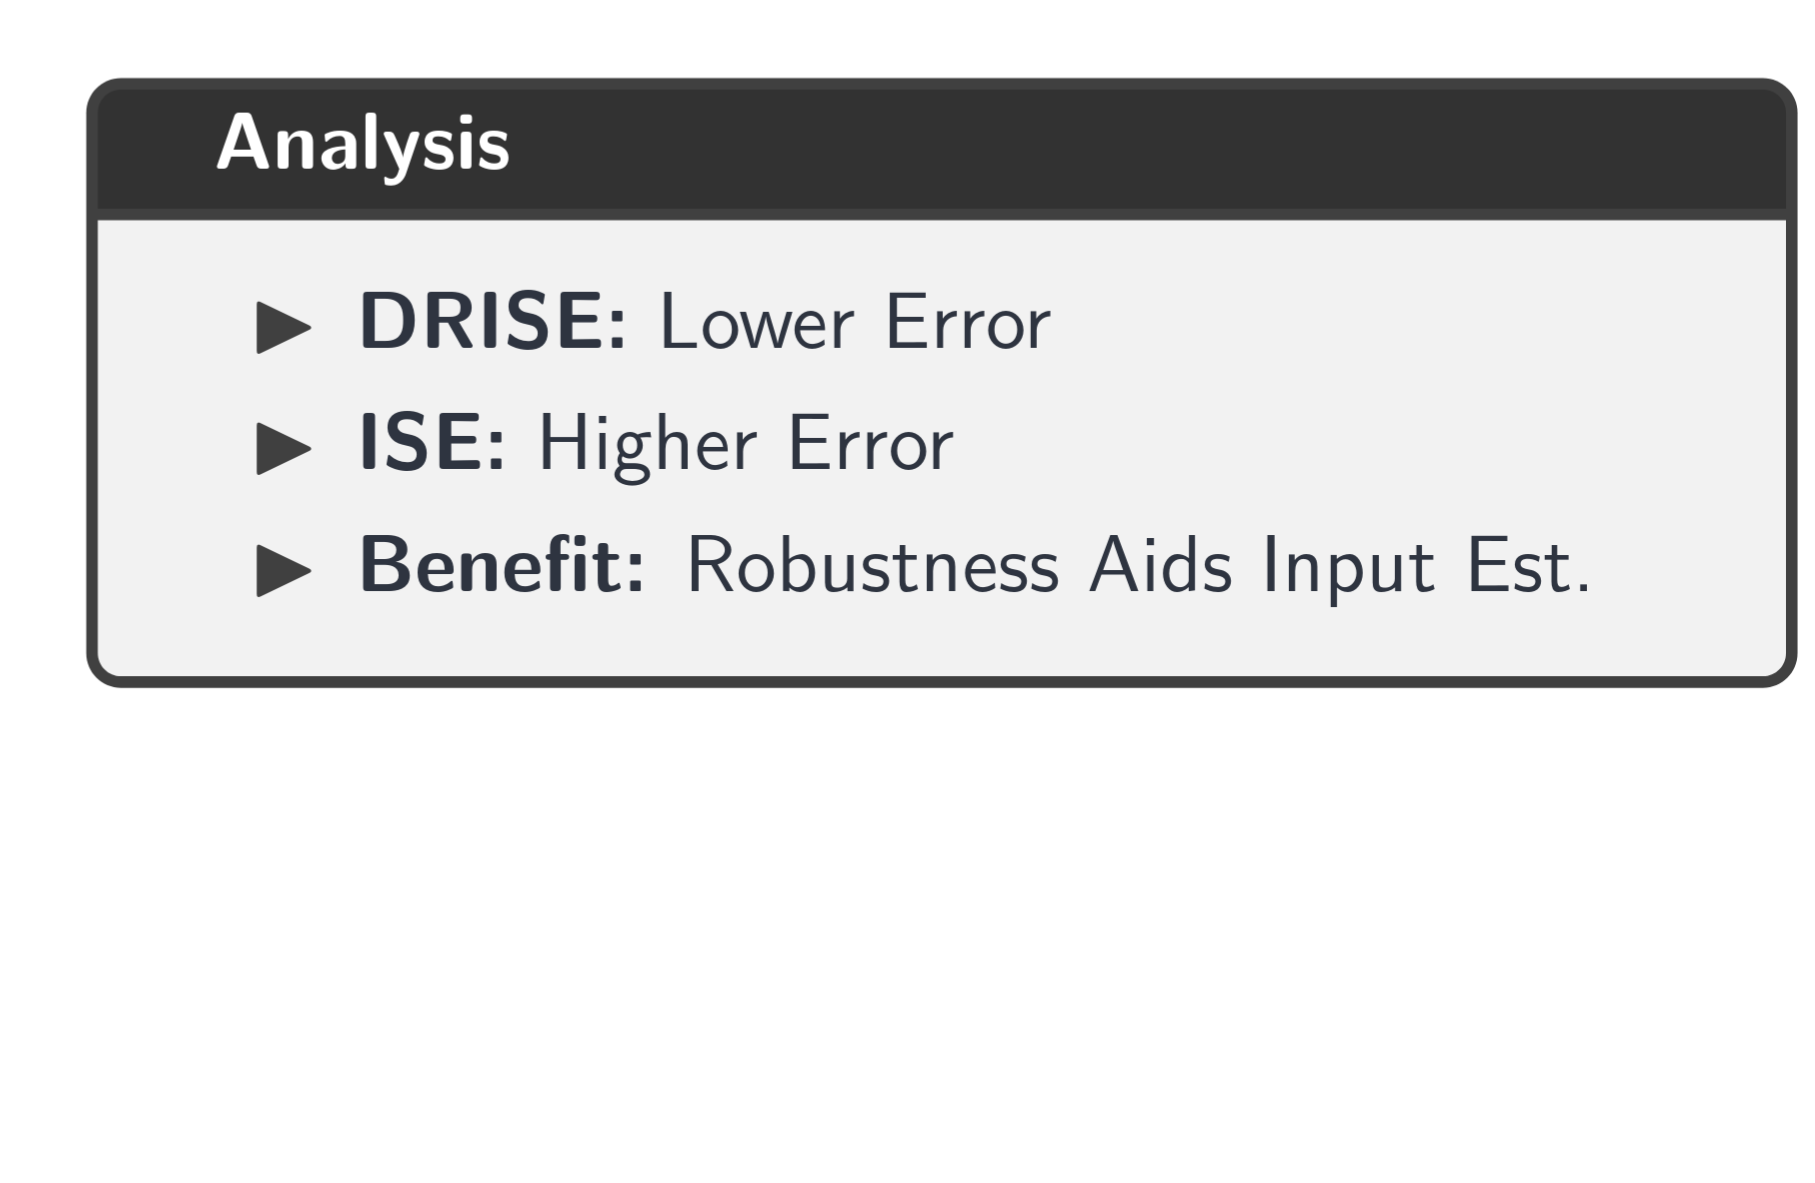 Analysis
▶ DRISE: Lower Error
▶ ISE: Higher Error
▶ Benefit: Robustness Aids Input Est.